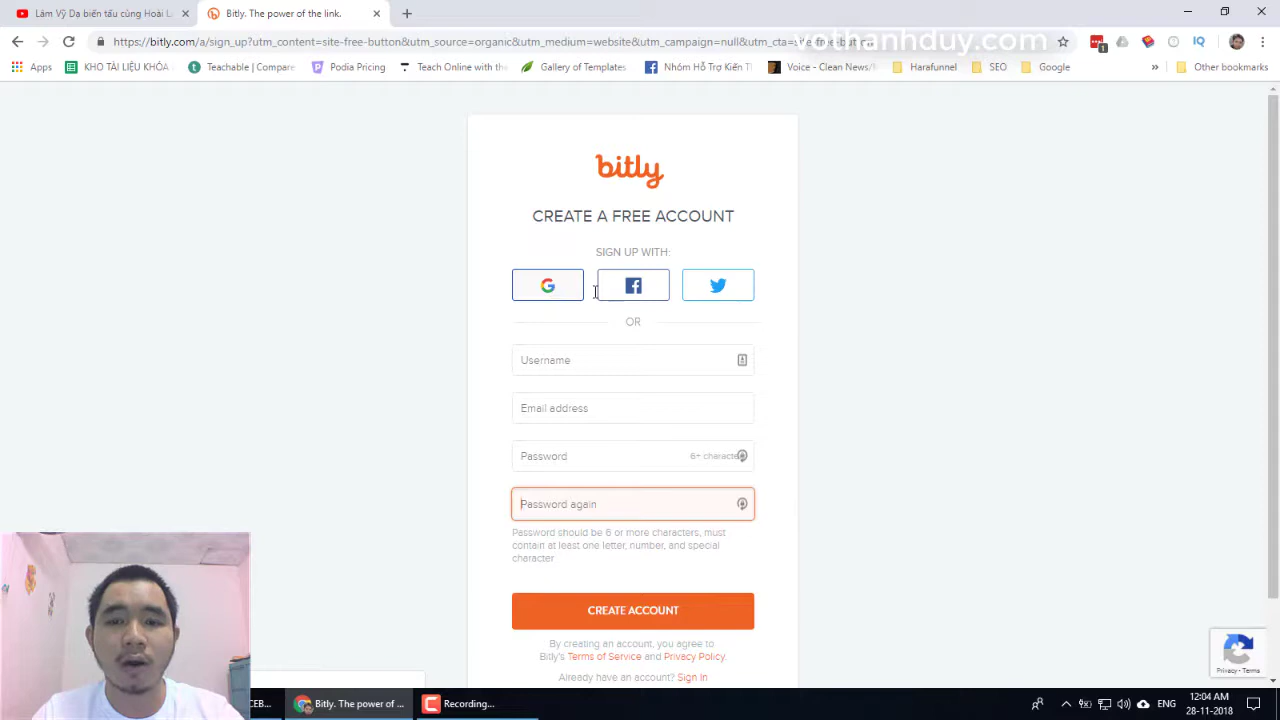 Lâm Vỹ Dạ biến tấu cùng Hoài L
Bitly. The power of the link.
https://bitly.com/a/sign_up?utm_content=site-free-button&utm_source=organic&utm_medium=website&utm_campaign=null&utm_cta=site-free-button
vothanhduy.com
Apps
KHO TÀI LIỆU KHÓA
Teachable | Compare
Podia Pricing
Teach Online with the
Gallery of Templates
Nhóm Hỗ Trợ Kiến T
Voice - Clean News/
Harafunnel
SEO
Google
Other bookmarks
bitly
CREATE A FREE ACCOUNT
SIGN UP WITH:
OR
Username
Email address
Password
6+ characte
Password again
Password should be 6 or more characters, must
contain at least one letter, number, and special
character
CREATE ACCOUNT
By creating an account, you agree to
Bitly's Terms of Service and Privacy Policy.
Already have an account? Sign In
Privacy - Terms
CEB...
Bitly. The power of ...
Recording...
ENG
12:04 AM
28-11-2018